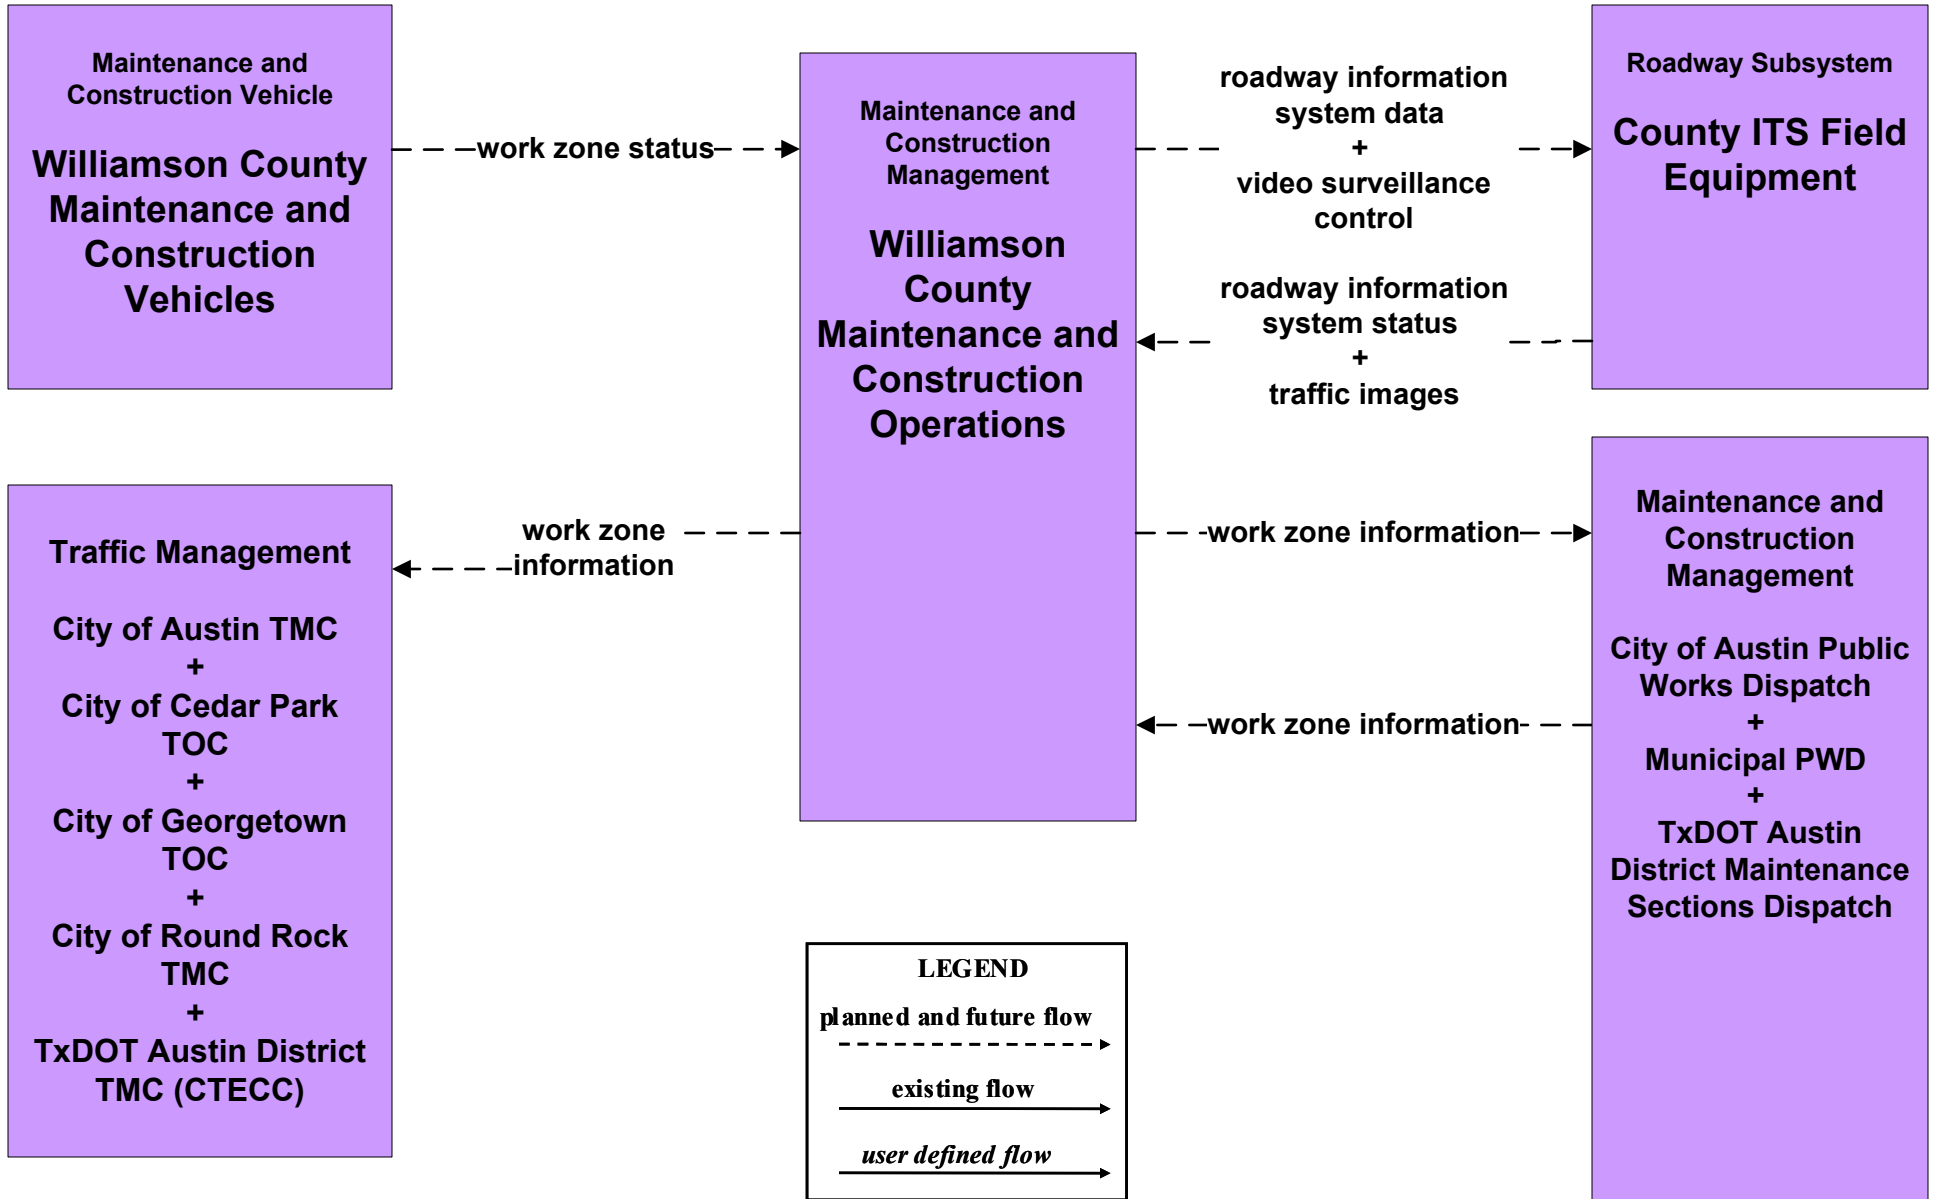 Maintenance and
Construction Vehicle
Williamson County
Maintenance and
Construction
Vehicles
work zone status
Maintenance and
Construction
Management
Williamson
County
Maintenance and
Construction
Operations
roadway information
system data
+
video surveillance
control
roadway information
system status
+
traffic images
Roadway Subsystem
County ITS Field
Equipment
Traffic Management
City of Austin TMC
+
City of Cedar Park
TOC
+
City of Georgetown
TOC
+
City of Round Rock
TMC
+
TxDOT Austin District
TMC (CTECC)
work zone
information
work zone information
work zone information
Maintenance and
Construction
Management
City of Austin Public
Works Dispatch
+
Municipal PWD
+
TxDOT Austin
District Maintenance
Sections Dispatch
LEGEND
planned and future flow
existing flow
user defined flow